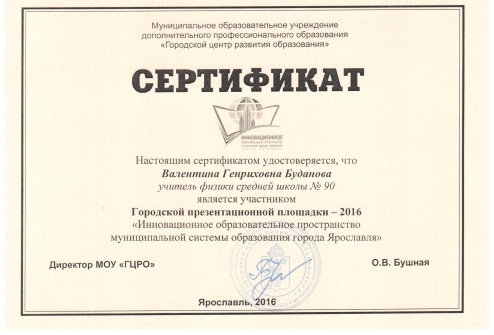 Муниципальное образовательное учреждение
дополнительного профессионального образования
«Городской центр развития образования»
СЕРТИФИКАТ
ИННОВАЦИОННОЕ
Настоящим сертификатом удостоверяется, что
Валентина Генриховна Буданова
учитель физики средней школы № 90
является участником
Городской презентационной площадки – 2016
«Инновационное образовательное пространство
муниципальной системы образования города Ярославля»
Директор МОУ «ГЦРО» О.В. Бушная
Ярославль, 2016